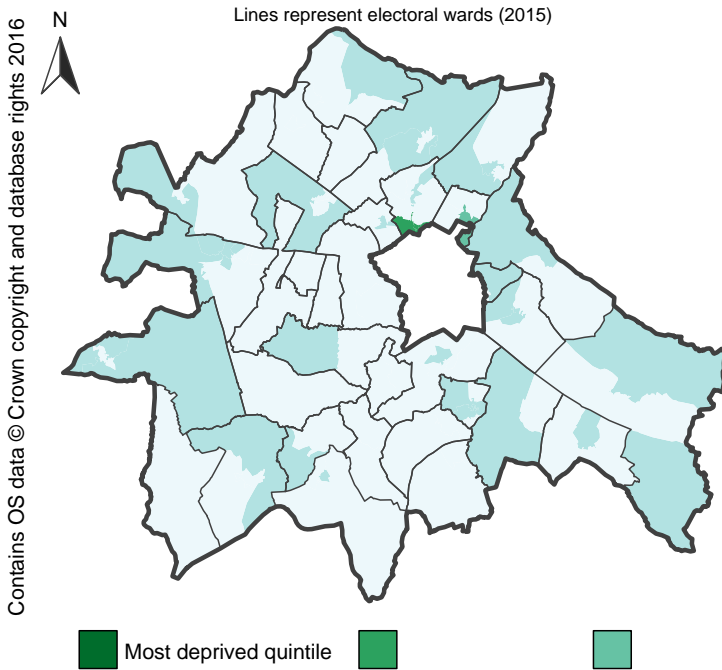 Lines represent electoral wards (2015)
N
Contains OS data © Crown copyright and database rights 2016
Most deprived quintile